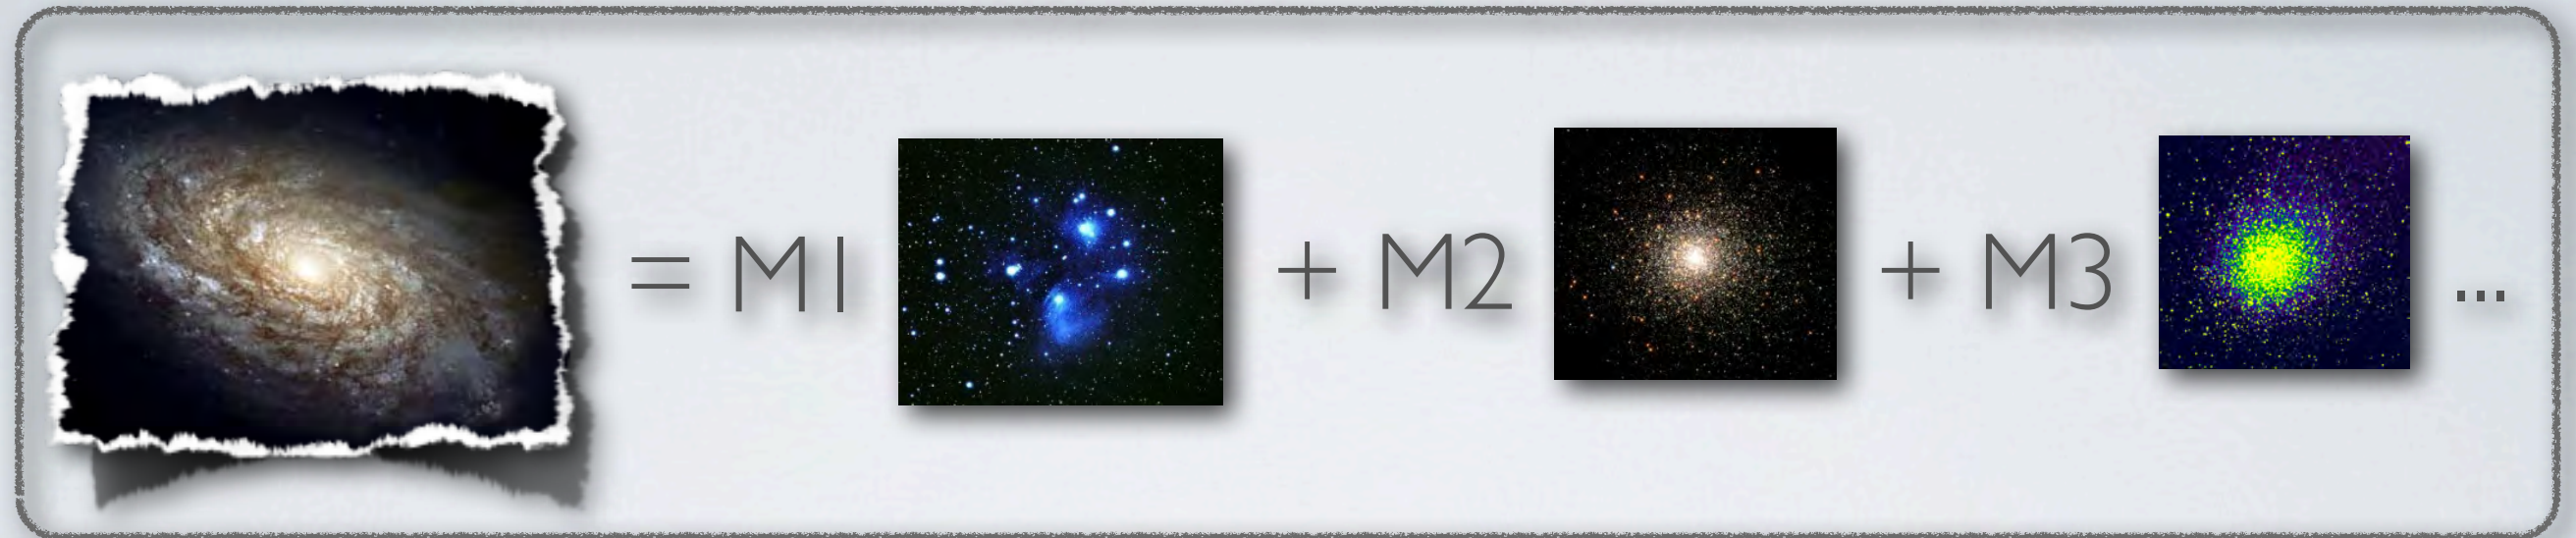 = M1 + M2 + M3 ...